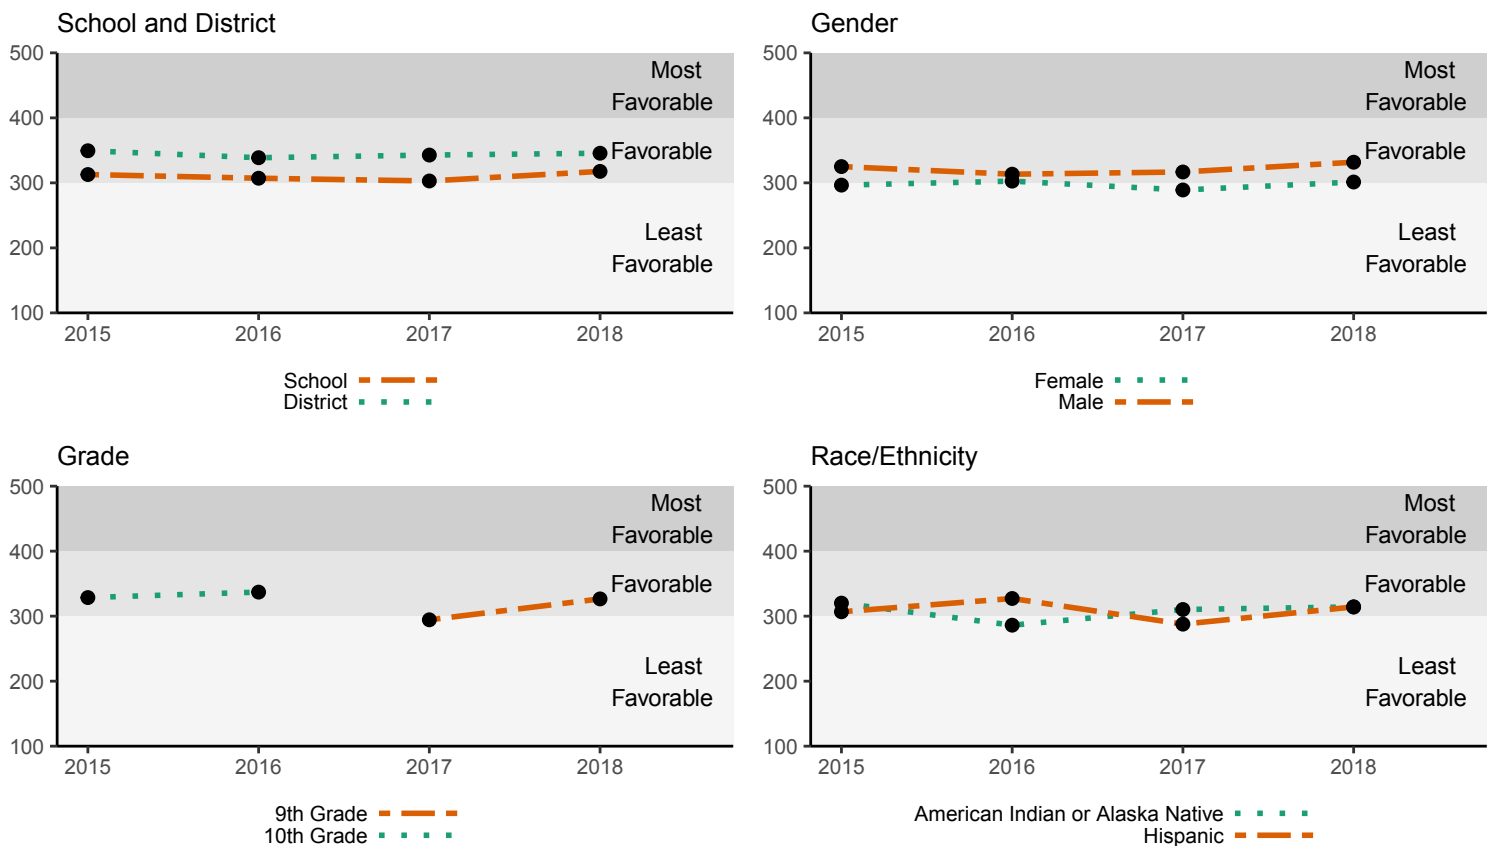 School and District
500
400
300
200
100
Most
Favorable
Favorable
Least
Favorable
2015 2016 2017 2018
School
District
Gender
500
400
300
200
100
Most
Favorable
Favorable
Least
Favorable
2015 2016 2017 2018
Female
Male
Grade
500
400
300
200
100
Most
Favorable
Favorable
Least
Favorable
2015 2016 2017 2018
9th Grade
10th Grade
Race/Ethnicity
500
400
300
200
100
Most
Favorable
Favorable
Least
Favorable
2015 2016 2017 2018
American Indian or Alaska Native
Hispanic